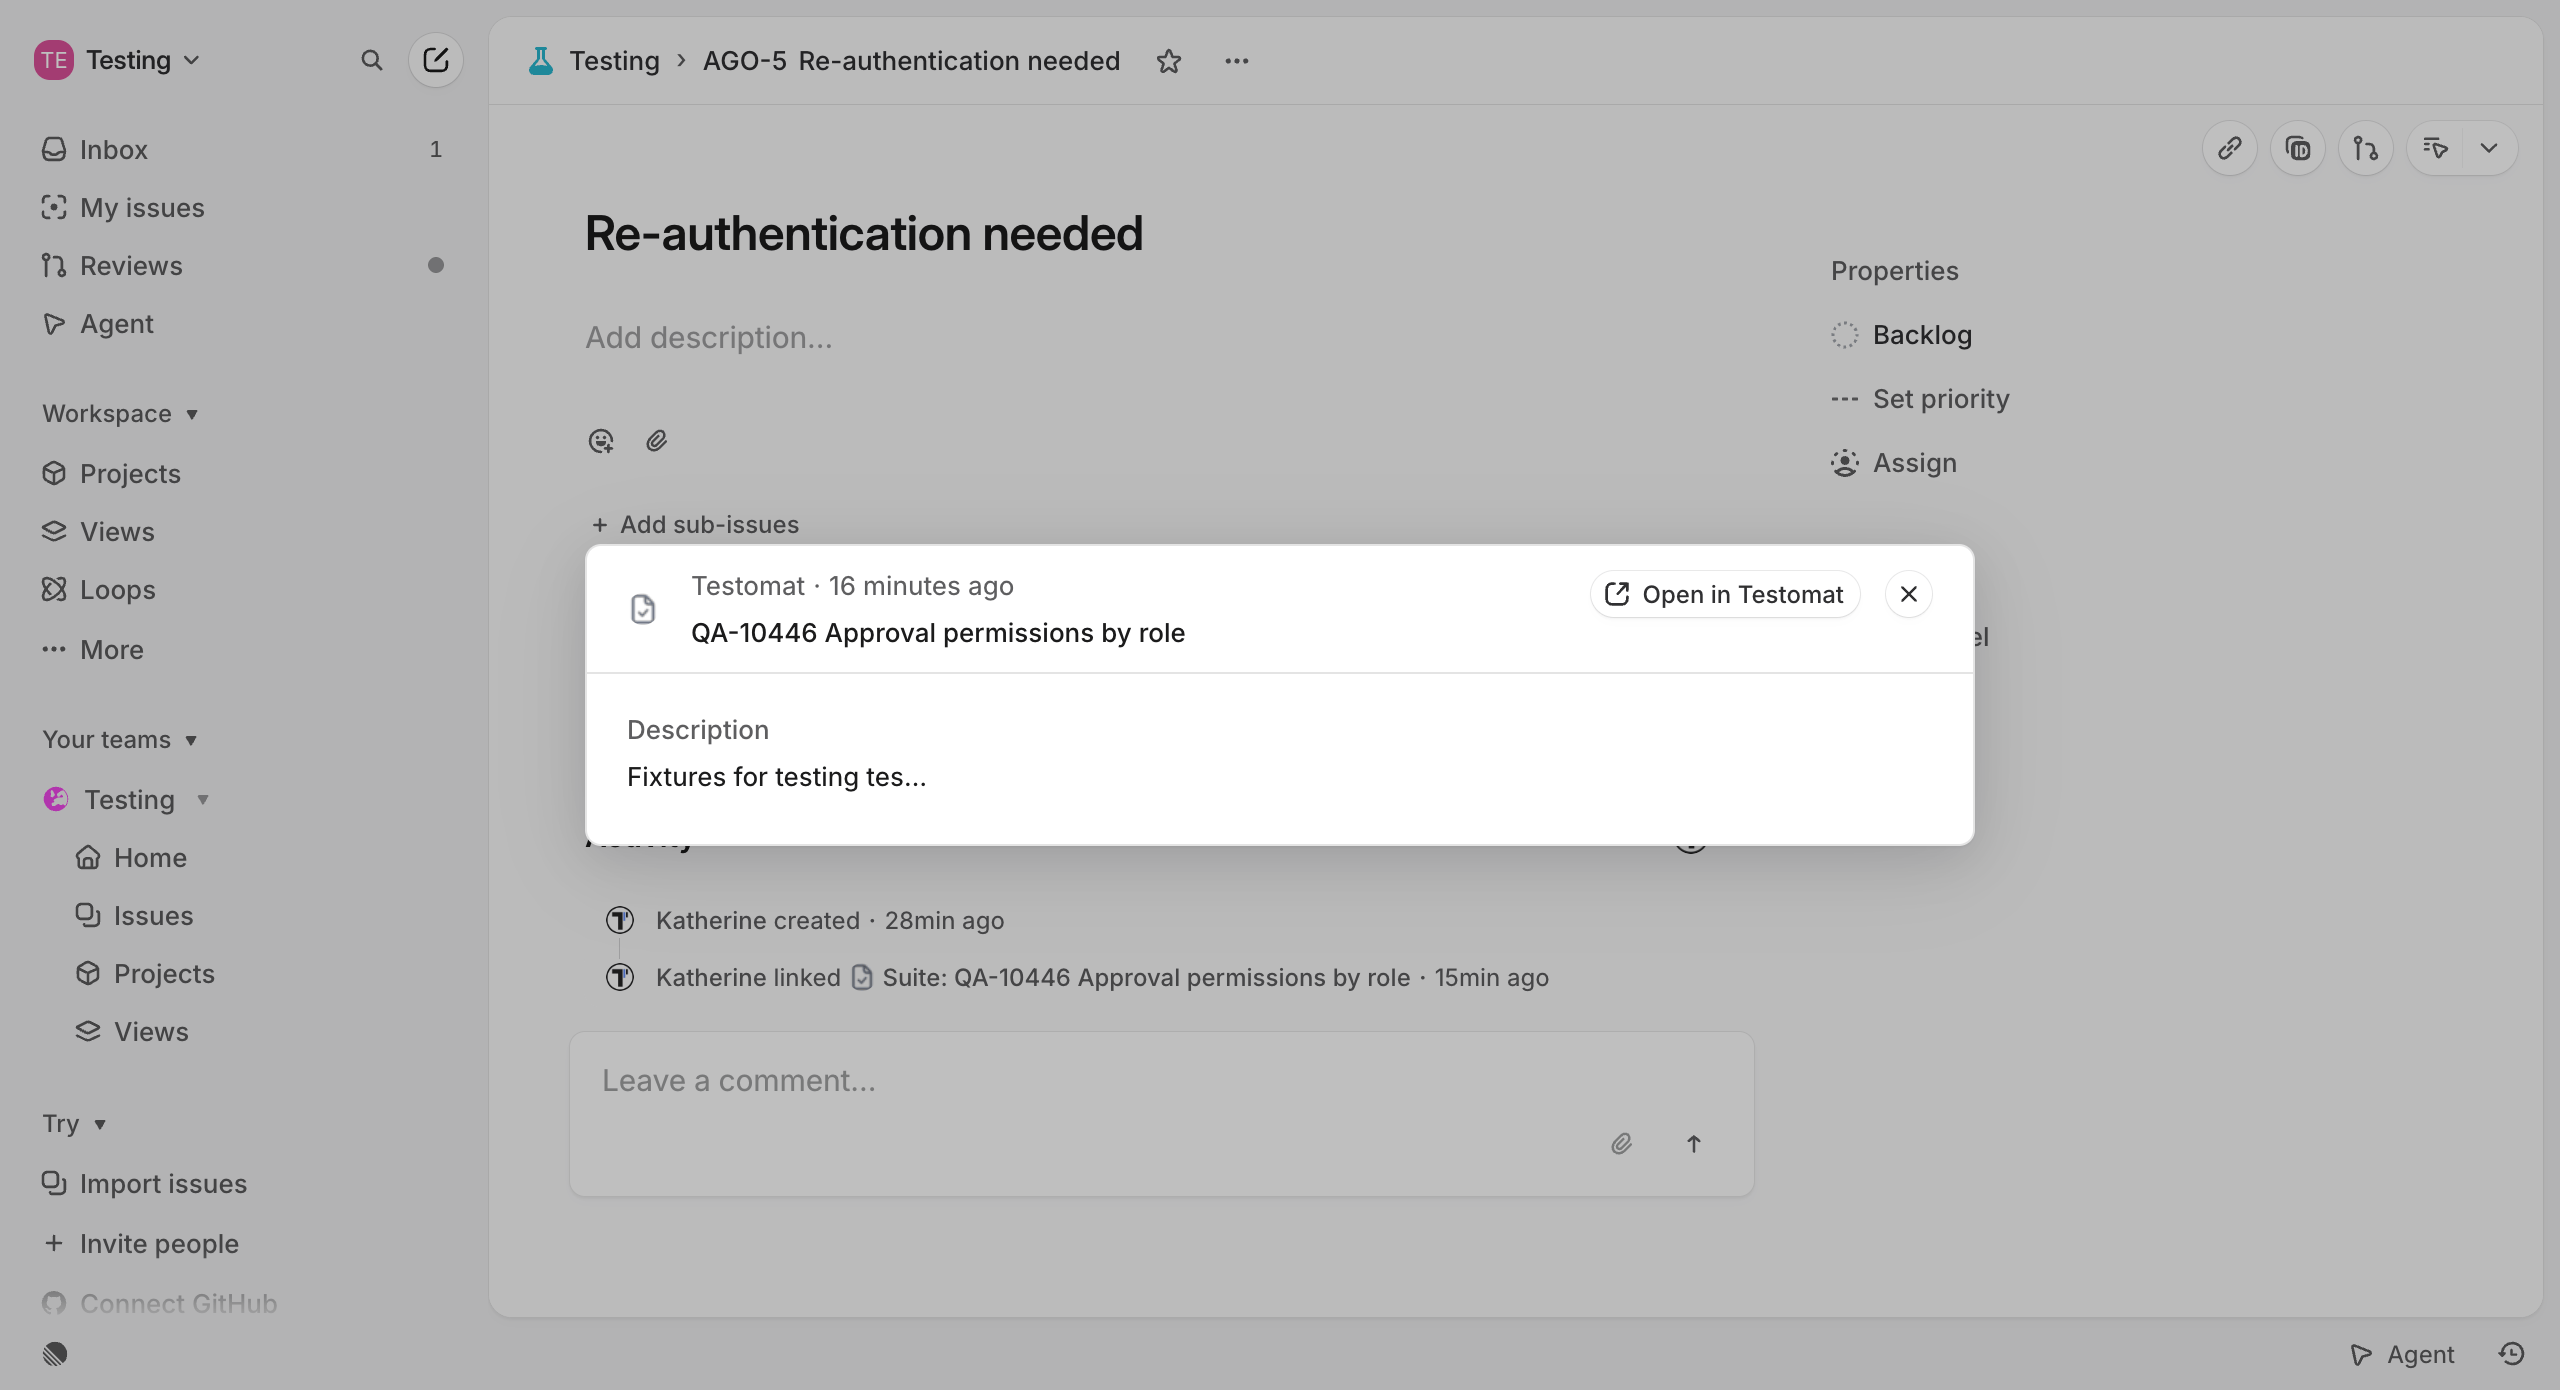 TE Testing
Inbox 1
My issues
Reviews
Agent
Workspace
Projects
Views
Loops
More
Your teams
Testing
Home
Issues
Projects
Views
Try
Import issues
Invite people
Connect GitHub
Testing › AGO-5 Re-authentication needed
Re-authentication needed
Add description...
+ Add sub-issues
Properties
Backlog
Set priority
Assign
Testomat · 16 minutes ago
QA-10446 Approval permissions by role
Open in Testomat
Description
Fixtures for testing tes...
Katherine created · 28min ago
Katherine linked Suite: QA-10446 Approval permissions by role · 15min ago
Leave a comment...
Agent